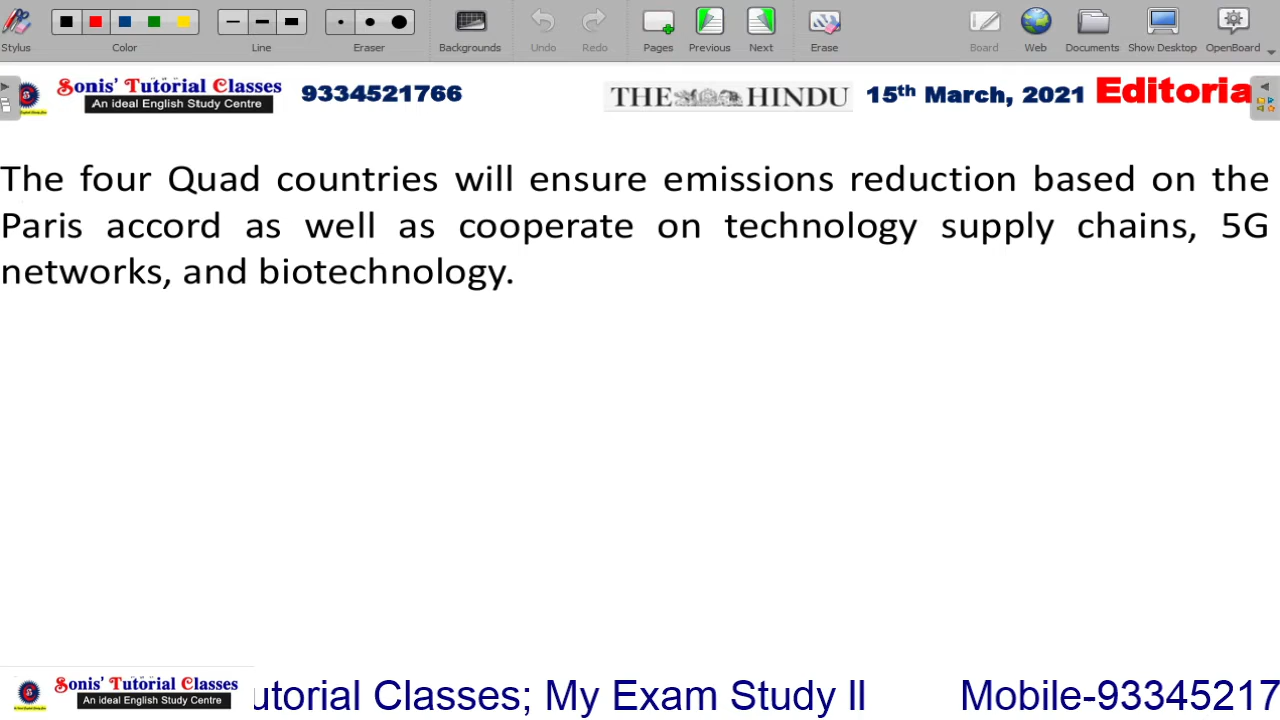 Stylus Color Line Eraser Backgrounds Undo Redo Pages Previous Next Erase Board Web Documents Show Desktop OpenBoard
Sonis' Tutorial Classes
An ideal English Study Centre
9334521766
THE HINDU
15th March, 2021
Editoria
The four Quad countries will ensure emissions reduction based on the
Paris accord as well as cooperate on technology supply chains, 5G
networks, and biotechnology.
Sonis' Tutorial Classes
An ideal English Study Centre
utorial Classes; My Exam Study ll
Mobile-93345217